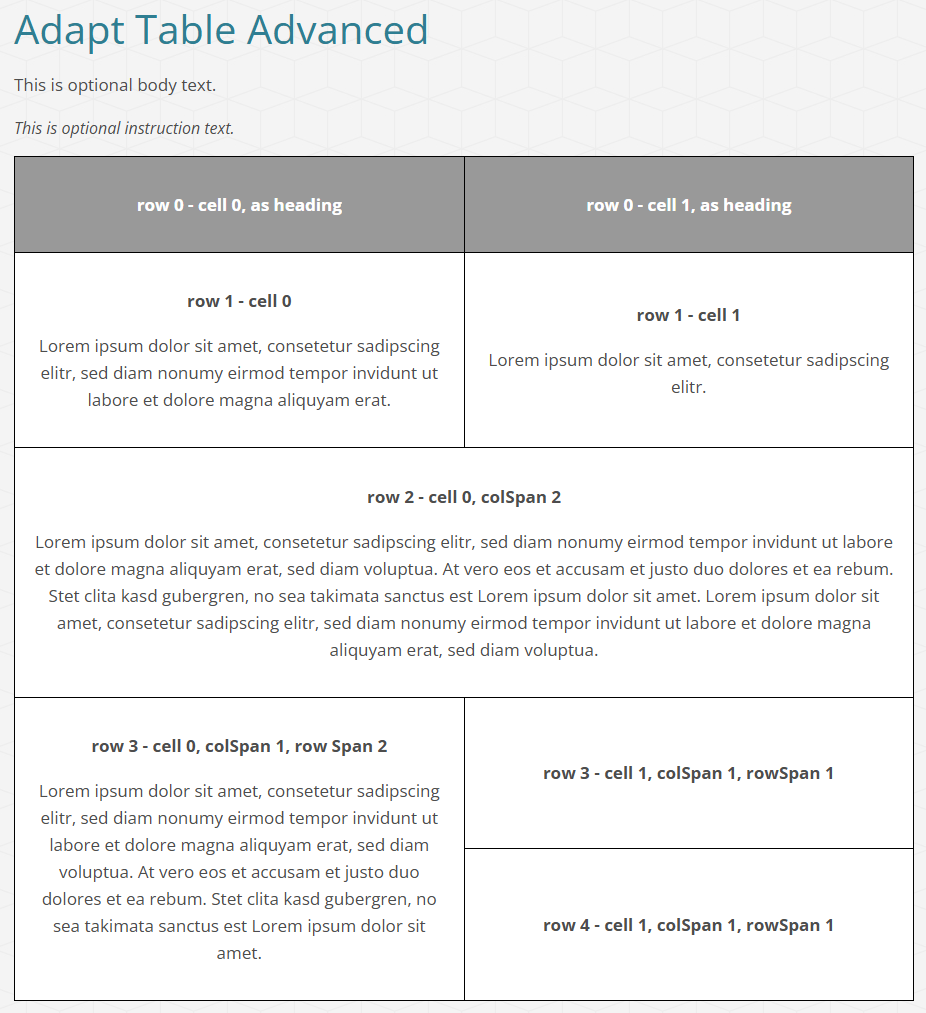 Adapt Table Advanced
This is optional body text.
This is optional instruction text.
row 0 - cell 0, as heading
row 0 - cell 1, as heading
row 1 - cell 0
Lorem ipsum dolor sit amet, consetetur sadipscing
elitr, sed diam nonumy eirmod tempor invidunt ut
labore et dolore magna aliquyam erat.
row 1 - cell 1
Lorem ipsum dolor sit amet, consetetur sadipscing
elitr.
row 2 - cell 0, colSpan 2
Lorem ipsum dolor sit amet, consetetur sadipscing elitr, sed diam nonumy eirmod tempor invidunt ut labore
et dolore magna aliquyam erat, sed diam voluptua. At vero eos et accusam et justo duo dolores et ea rebum.
Stet clita kasd gubergren, no sea takimata sanctus est Lorem ipsum dolor sit amet. Lorem ipsum dolor sit
amet, consetetur sadipscing elitr, sed diam nonumy eirmod tempor invidunt ut labore et dolore magna
aliquyam erat, sed diam voluptua.
row 3 - cell 0, colSpan 1, row Span 2
Lorem ipsum dolor sit amet, consetetur sadipscing
elitr, sed diam nonumy eirmod tempor invidunt ut
labore et dolore magna aliquyam erat, sed diam
voluptua. At vero eos et accusam et justo duo
dolores et ea rebum. Stet clita kasd gubergren, no
sea takimata sanctus est Lorem ipsum dolor sit
amet.
row 3 - cell 1, colSpan 1, rowSpan 1
row 4 - cell 1, colSpan 1, rowSpan 1